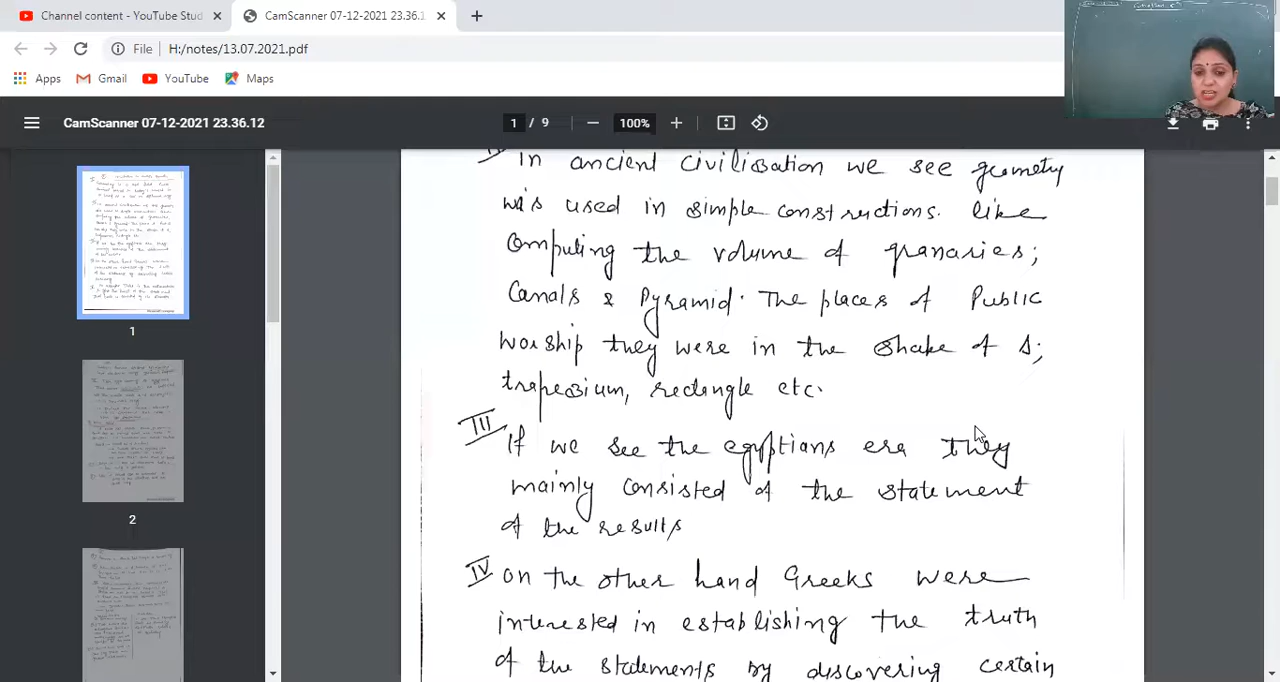 Channel content - YouTube Stud
CamScanner 07-12-2021 23.36.1
File
H:/notes/13.07.2021.pdf
Apps
Gmail
YouTube
Maps
CamScanner 07-12-2021 23.36.12
1 / 9
100%
In ancient civilisation we see geometry
was used in simple constructions. like
Computing the volume of granaries;
Canals & Pyramid. The places of Public
worship they were in the shape of Δ;
trapesium, rectengle etc.
III
If we see the egyptians era they
mainly consisted of the statement
of the results
IV on the other hand Greeks were
interested in establishing the truth
of the statements by discovering certain
1
2